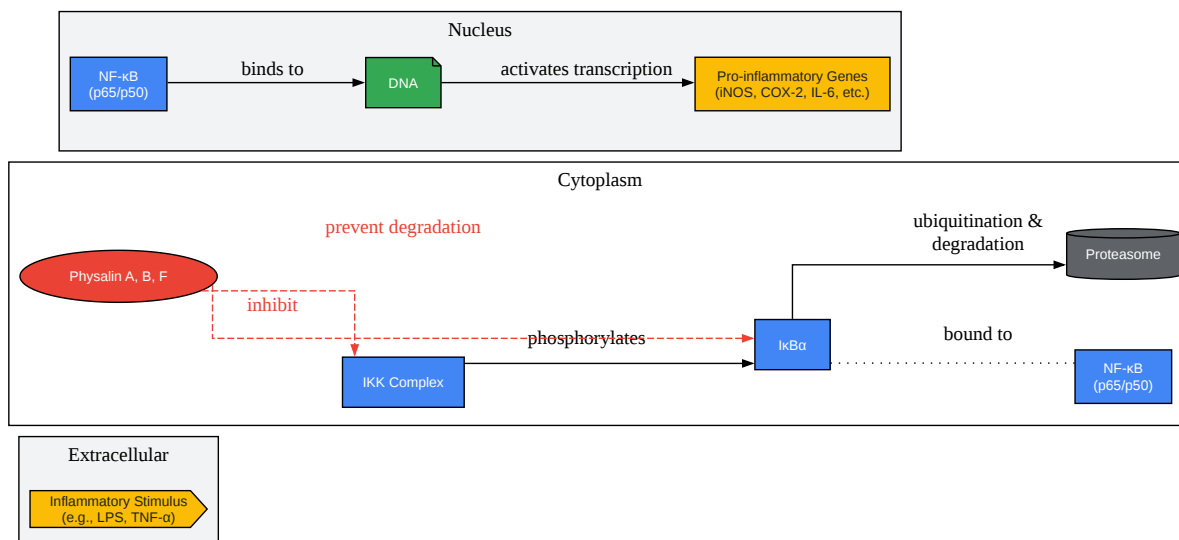 Nucleus
NF-κB
(p65/p50)
binds to
DNA
activates transcription
Pro-inflammatory Genes
(iNOS, COX-2, IL-6, etc.)
Cytoplasm
prevent degradation
ubiquitination &
degradation
Physalin A, B, F
Proteasome
inhibit
phosphorylates
IκBα
bound to
IKK Complex
NF-κB
(p65/p50)
Extracellular
Inflammatory Stimulus
(e.g., LPS, TNF-α)